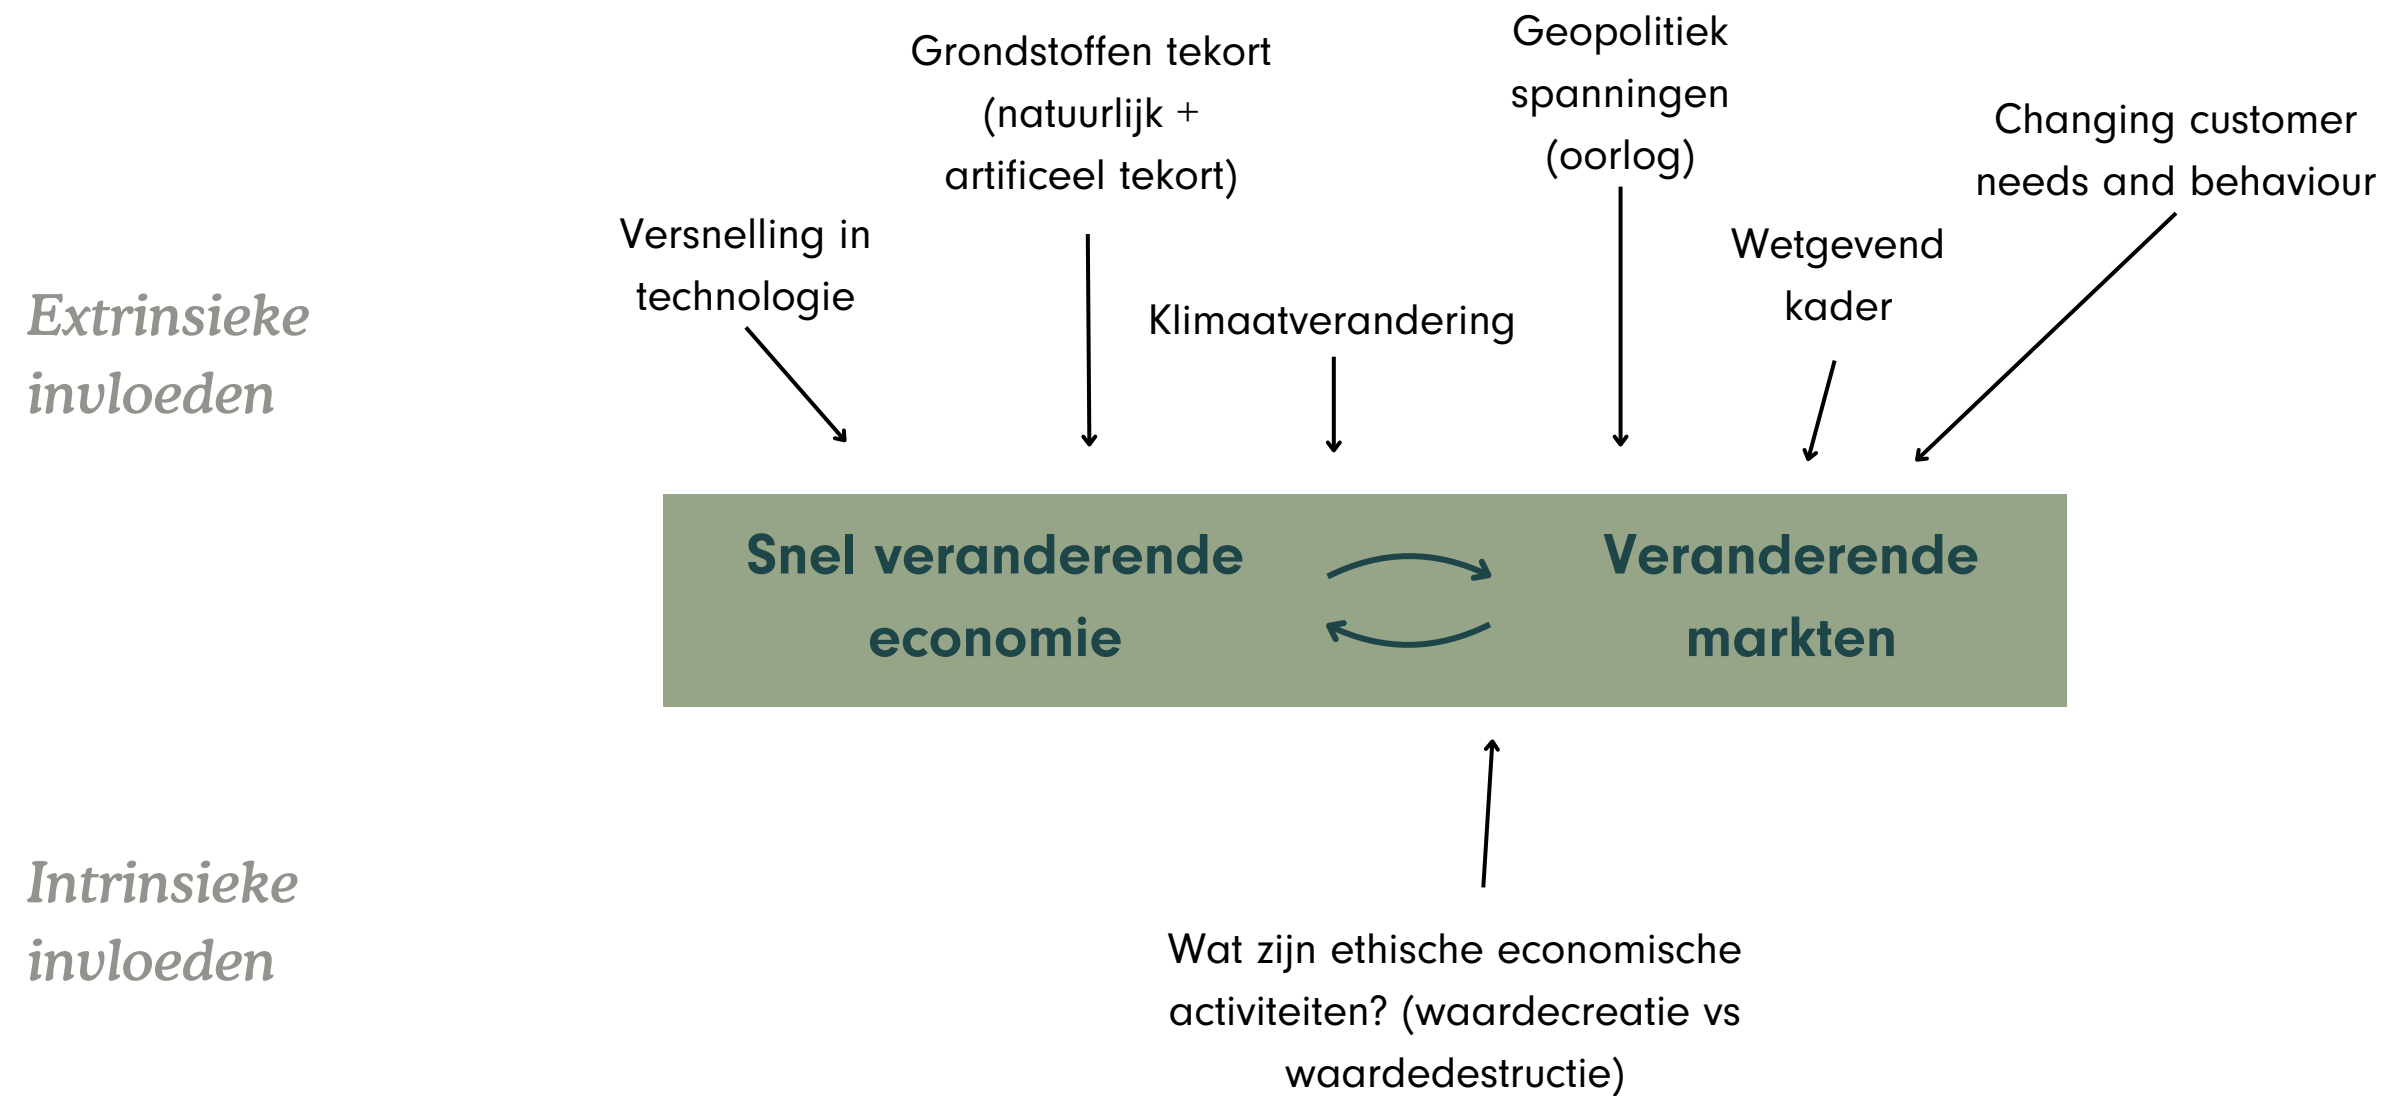 Geopolitiek
spanningen
(oorlog)
Grondstoffen tekort
(natuurlijk +
artificeel tekort)
Changing customer
needs and behaviour
Versnelling in
technologie
Wetgevend
kader
Klimaatverandering
Extrinsieke
invloeden
Snel veranderende
economie
Veranderende
markten
Intrinsieke
invloeden
Wat zijn ethische economische
activiteiten? (waardecreatie vs
waardedestructie)